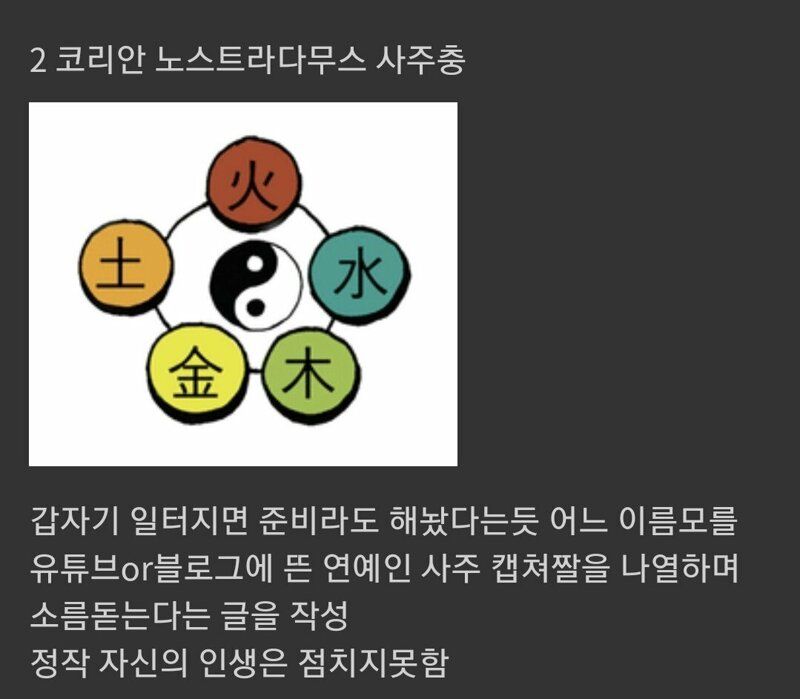 2 코리안 노스트라다무스 사주충
火
土
水
金
木
갑자기 일터지면 준비라도 해놨다는듯 어느 이름모를
유튜브or블로그에 뜬 연예인 사주 캡쳐짤을 나열하며
소름돋는다는 글을 작성
정작 자신의 인생은 점치지못함